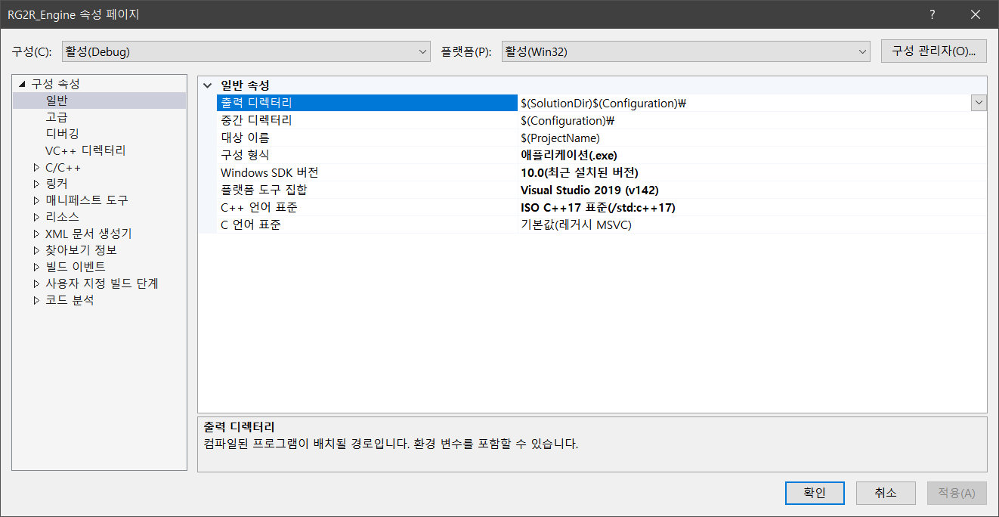 RG2R_Engine 속성 페이지 ?
구성(C): 활성(Debug) 플랫폼(P): 활성(Win32) 구성 관리자(O)...
구성 속성
일반
고급
디버깅
VC++ 디렉터리
C/C++
링커
매니페스트 도구
리소스
XML 문서 생성기
찾아보기 정보
빌드 이벤트
사용자 지정 빌드 단계
코드 분석
일반 속성
출력 디렉터리 $(SolutionDir)$(Configuration)₩
중간 디렉터리 $(Configuration)₩
대상 이름 $(ProjectName)
구성 형식 애플리케이션(.exe)
Windows SDK 버전 10.0(최근 설치된 버전)
플랫폼 도구 집합 Visual Studio 2019 (v142)
C++ 언어 표준 ISO C++17 표준(/std:c++17)
C 언어 표준 기본값(레거시 MSVC)
출력 디렉터리
컴파일된 프로그램이 배치될 경로입니다. 환경 변수를 포함할 수 있습니다.
확인 취소 적용(A)